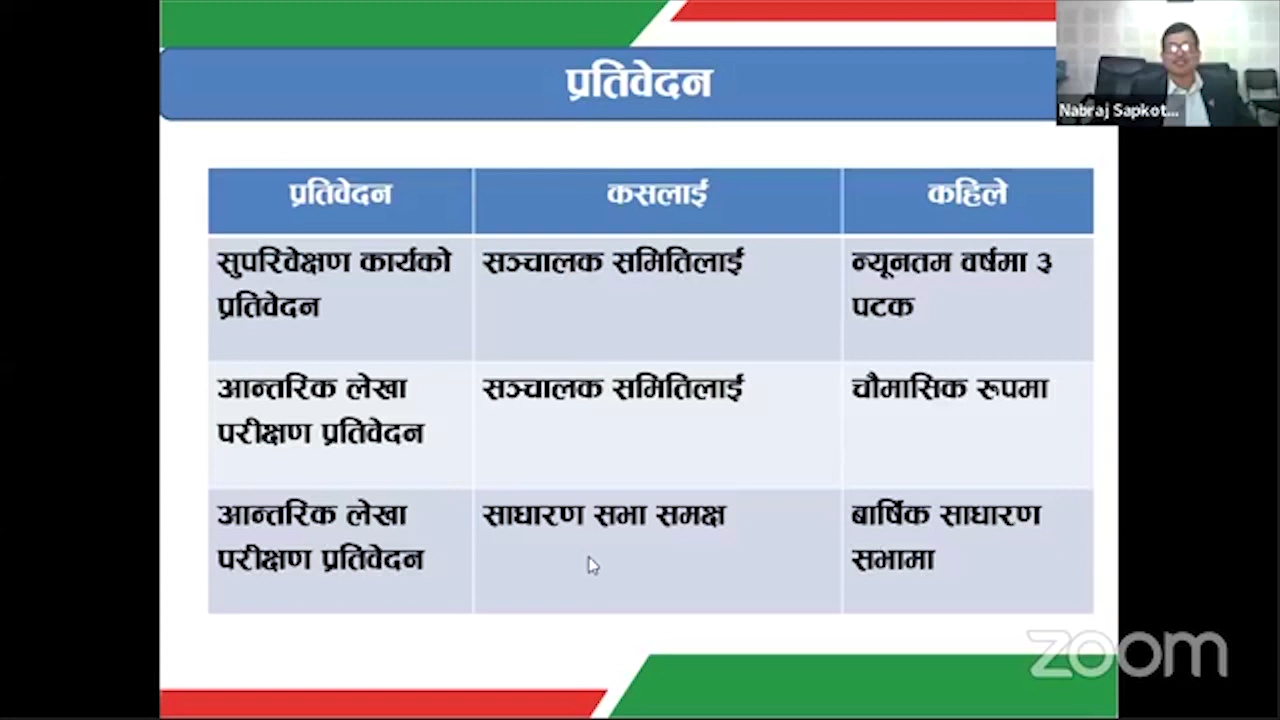 प्रतिवेदन
Nabraj Sapkot...
प्रतिवेदन कसलाई कहिले
सुपरिवेक्षण कार्यको सञ्चालक समितिलाई न्यूनतम वर्षमा ३
प्रतिवेदन पटक
आन्तरिक लेखा सञ्चालक समितिलाई चौमासिक रूपमा
परीक्षण प्रतिवेदन
आन्तरिक लेखा साधारण सभा समक्ष बार्षिक साधारण
परीक्षण प्रतिवेदन सभामा
zoom